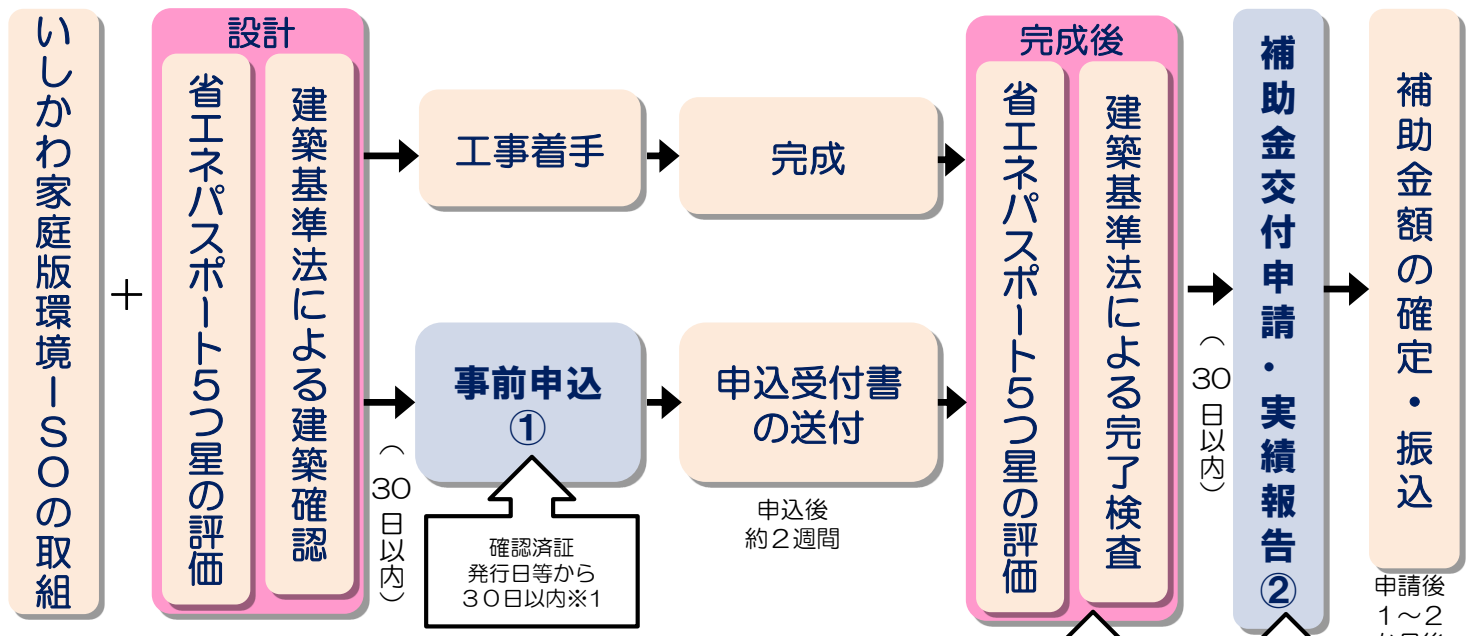 いしかわ家庭版環境ISOの取組
＋
設計
省エネパスポート５つ星の評価
建築基準法による建築確認
（30日以内）
工事着手
完成
事前申込
①
確認済証
発行日等から
３０日以内※1
申込受付書
の送付
申込後
約２週間
完成後
省エネパスポート５つ星の評価
建築基準法による完了検査
（30日以内）
補助金交付申請・実績報告②
補助金額の確定・振込
申請後
１～２